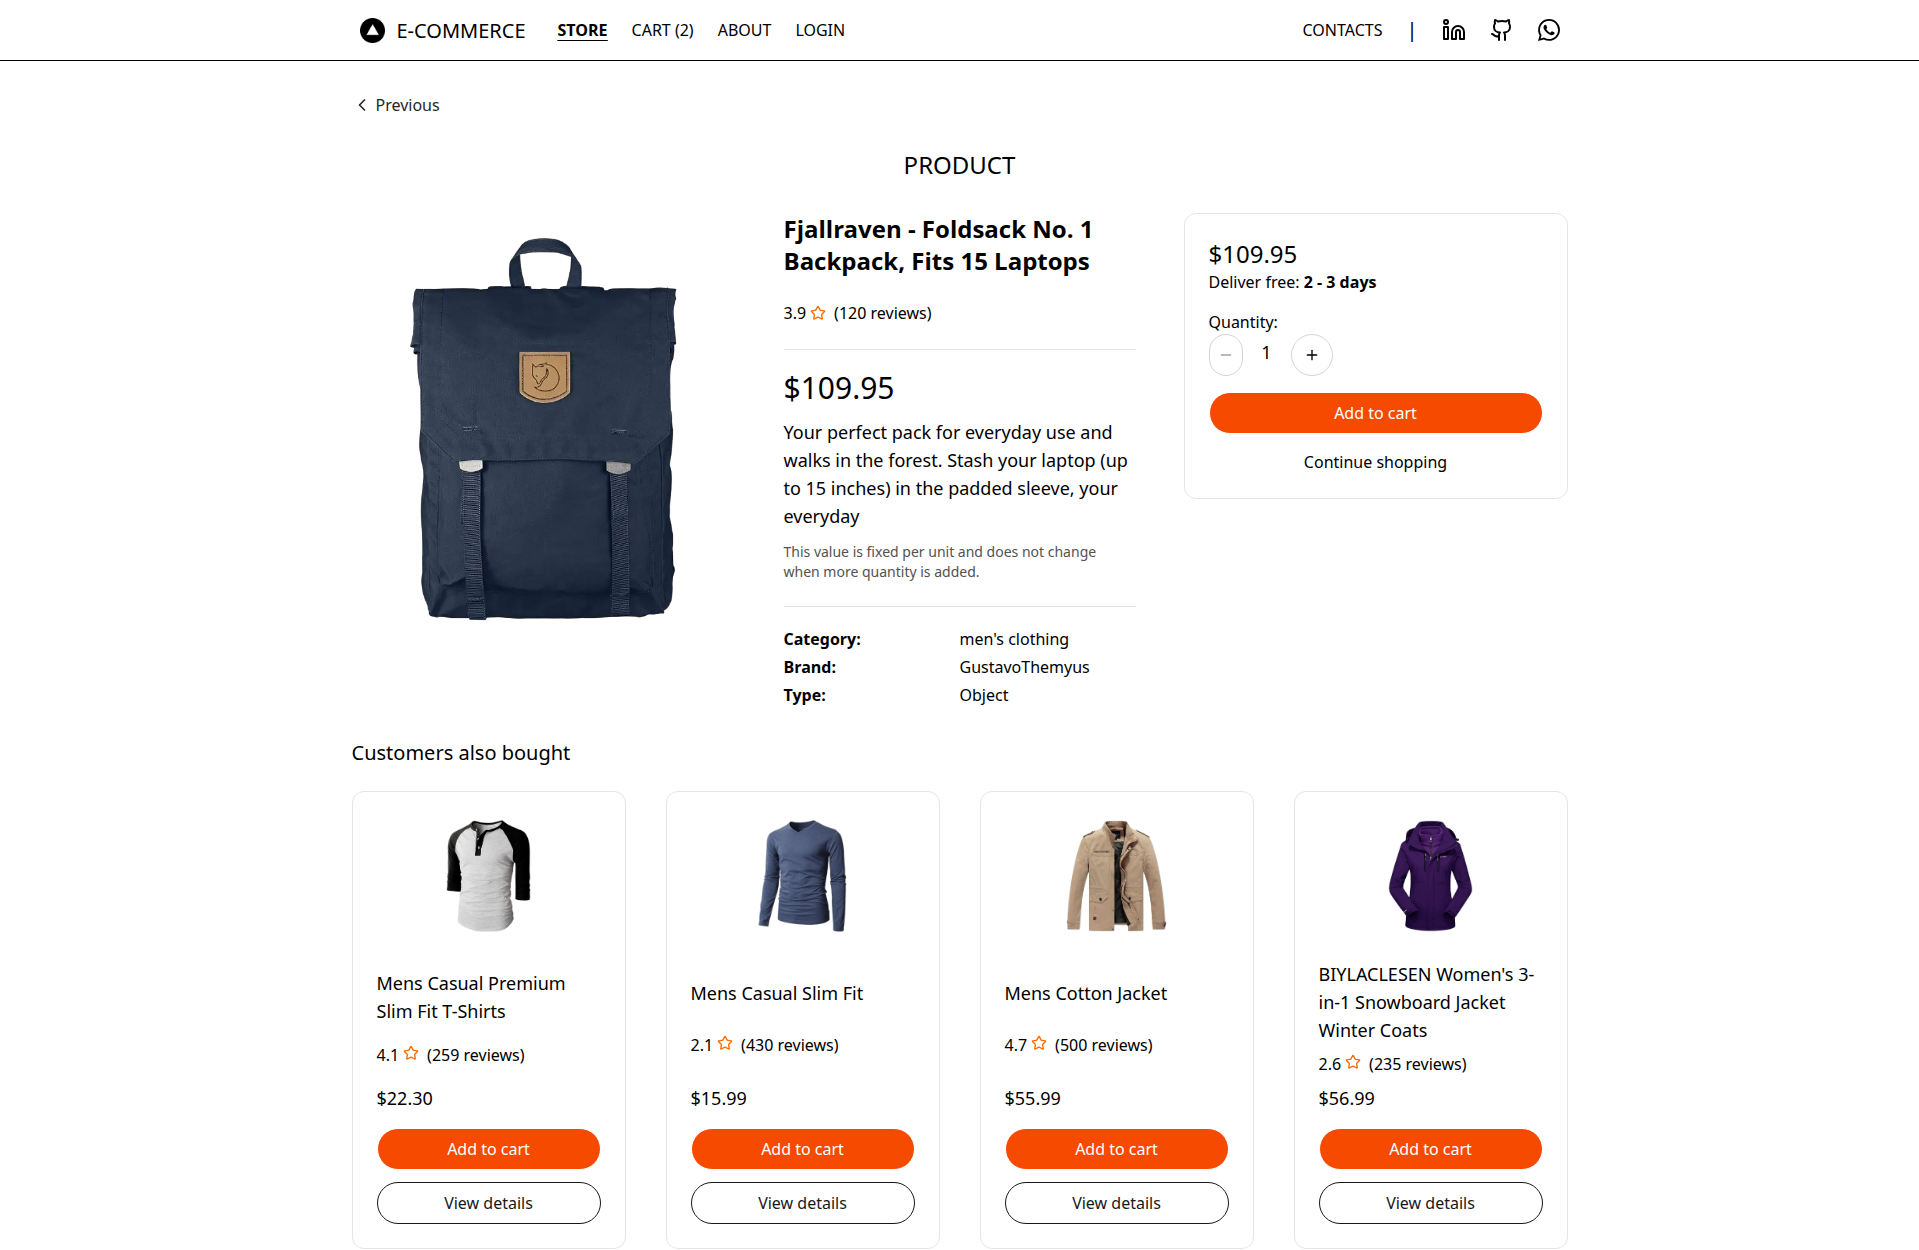 E-COMMERCE
STORE
CART (2)
ABOUT
LOGIN
CONTACTS
|
Previous
PRODUCT
Fjallraven - Foldsack No. 1
Backpack, Fits 15 Laptops
3.9 (120 reviews)
$109.95
Your perfect pack for everyday use and
walks in the forest. Stash your laptop (up
to 15 inches) in the padded sleeve, your
everyday
This value is fixed per unit and does not change
when more quantity is added.
Category: men's clothing
Brand: GustavoThemyus
Type: Object
$109.95
Deliver free: 2 - 3 days
Quantity:
− 1 +
Add to cart
Continue shopping
Customers also bought
Mens Casual Premium
Slim Fit T-Shirts
4.1 (259 reviews)
$22.30
Add to cart
View details
Mens Casual Slim Fit
2.1 (430 reviews)
$15.99
Add to cart
View details
Mens Cotton Jacket
4.7 (500 reviews)
$55.99
Add to cart
View details
BIYLACLESEN Women's 3-
in-1 Snowboard Jacket
Winter Coats
2.6 (235 reviews)
$56.99
Add to cart
View details